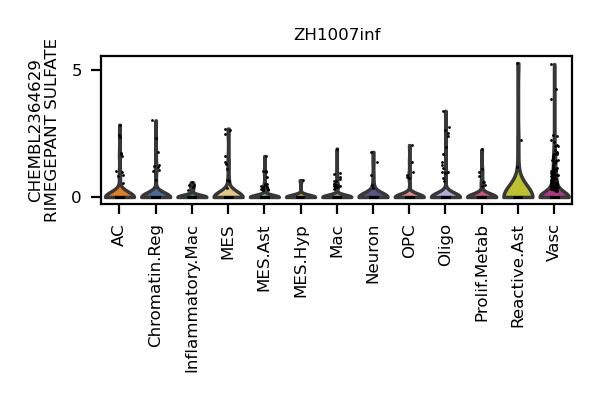 ZH1007inf
CHEMBL2364629
RIMEGEPANT SULFATE
5
0
AC
Chromatin.Reg
Inflammatory.Mac
MES
MES.Ast
MES.Hyp
Mac
Neuron
OPC
Oligo
Prolif.Metab
Reactive.Ast
Vasc